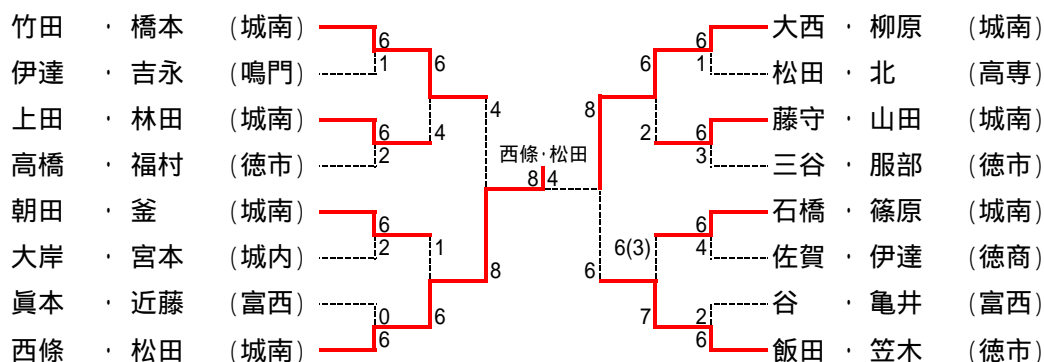 竹田 ・ 橋本 (城南) 6 6 大西 ・ 柳原 (城南)
6 6
伊達 ・ 吉永 (鳴門) 1 1 松田 ・ 北 (高専)
4 8
上田 ・ 林田 (城南) 6 4 2 6 藤守 ・ 山田 (城南)
高橋 ・ 福村 (徳市) 2 3 三谷 ・ 服部 (徳市)
西條・松田
8 4
朝田 ・ 釜 (城南) 6 6 石橋 ・ 篠原 (城南)
大岸 ・ 宮本 (城内) 2 1 6(3) 4 佐賀 ・ 伊達 (徳商)
8 6
眞本 ・ 近藤 (富西) 0 6 7 2 谷 ・ 亀井 (富西)
西條 ・ 松田 (城南) 6 6 飯田 ・ 笠木 (徳市)